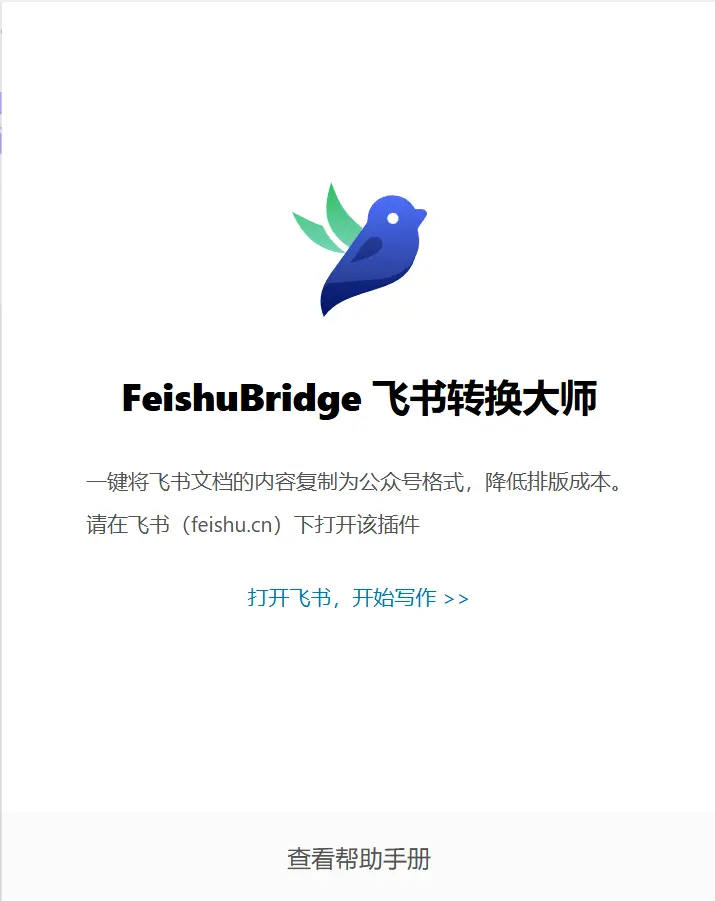 FeishuBridge 飞书转换大师
一键将飞书文档的内容复制为公众号格式，降低排版成本。
请在飞书（feishu.cn）下打开该插件
打开飞书，开始写作 >>
查看帮助手册